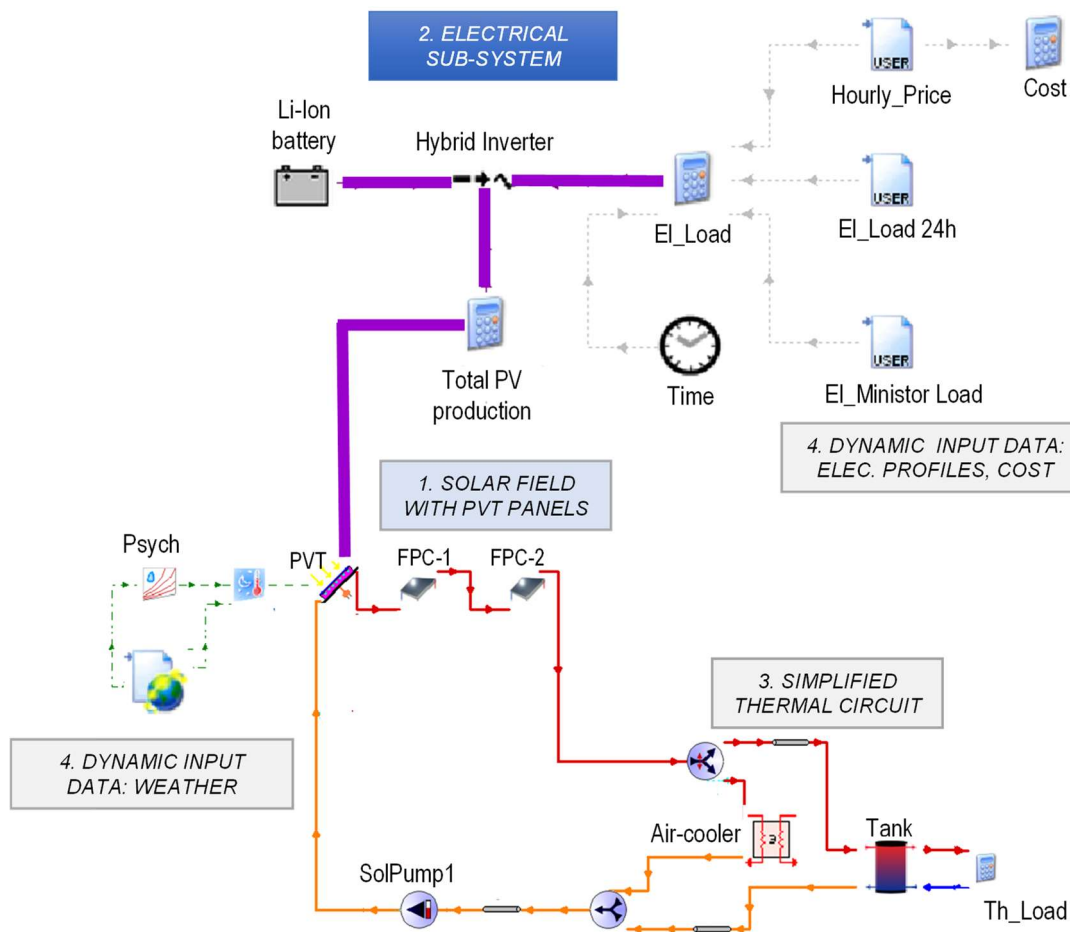 2. ELECTRICAL
SUB-SYSTEM
USER
Hourly_Price
Cost
Li-Ion
battery
Hybrid Inverter
El_Load
USER
El_Load 24h
Total PV
production
Time
USER
El_Ministor Load
4. DYNAMIC INPUT DATA:
ELEC. PROFILES, COST
1. SOLAR FIELD
WITH PVT PANELS
Psych
PVT
FPC-1
FPC-2
3. SIMPLIFIED
THERMAL CIRCUIT
4. DYNAMIC INPUT
DATA: WEATHER
Air-cooler
Tank
SolPump1
Th_Load